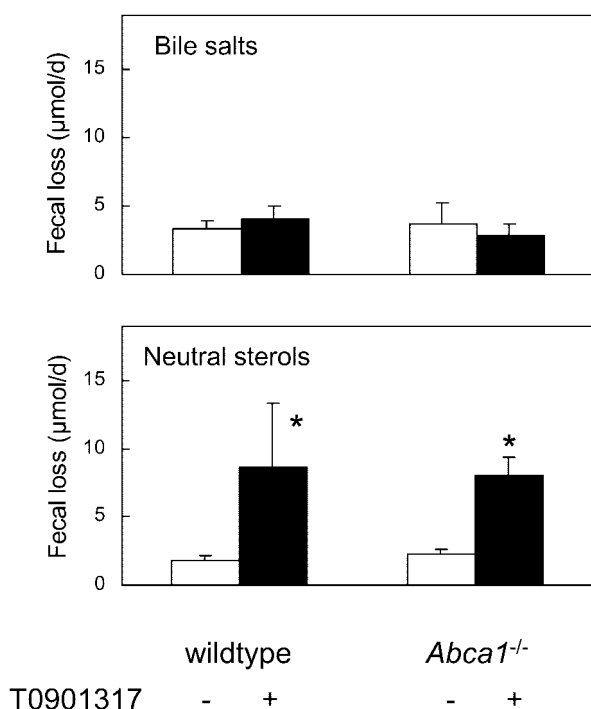 Bile salts
Fecal loss (µmol/d)
15
10
5
0
Neutral sterols
Fecal loss (µmol/d)
15
10
5
0
*
*
wildtype Abca1-/-
T0901317 - + - +